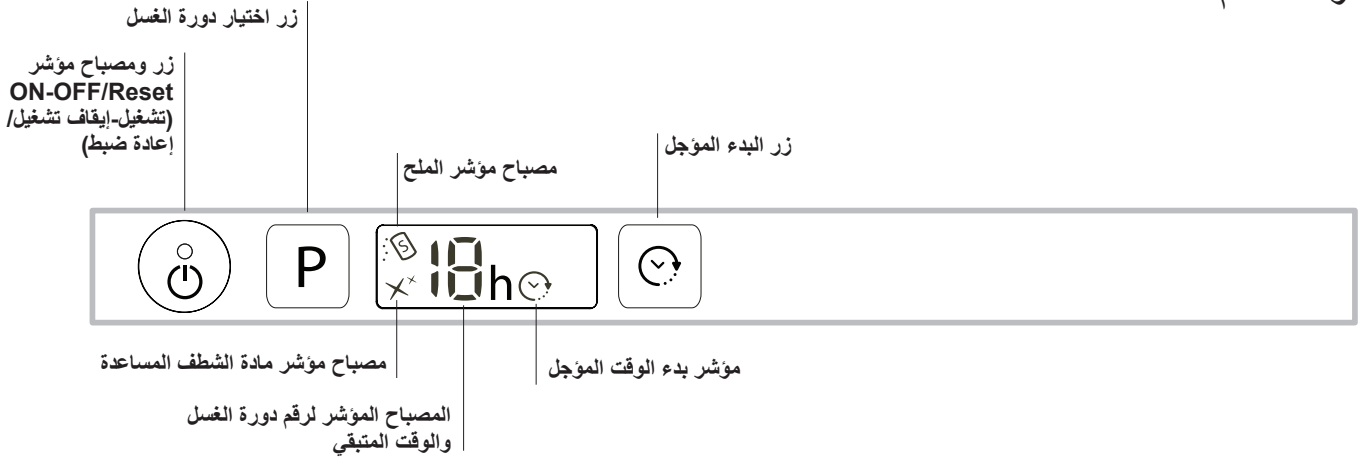 زر اختيار دورة الغسل
زر ومصباح مؤشر
ON-OFF/Reset
(تشغيل-إيقاف تشغيل/
إعادة ضبط)
زر البدء المؤجل
مصباح مؤشر الملح
P
S
18h
مصباح مؤشر مادة الشطف المساعدة
مؤشر بدء الوقت المؤجل
المصباح المؤشر لرقم دورة الغسل
والوقت المتبقي